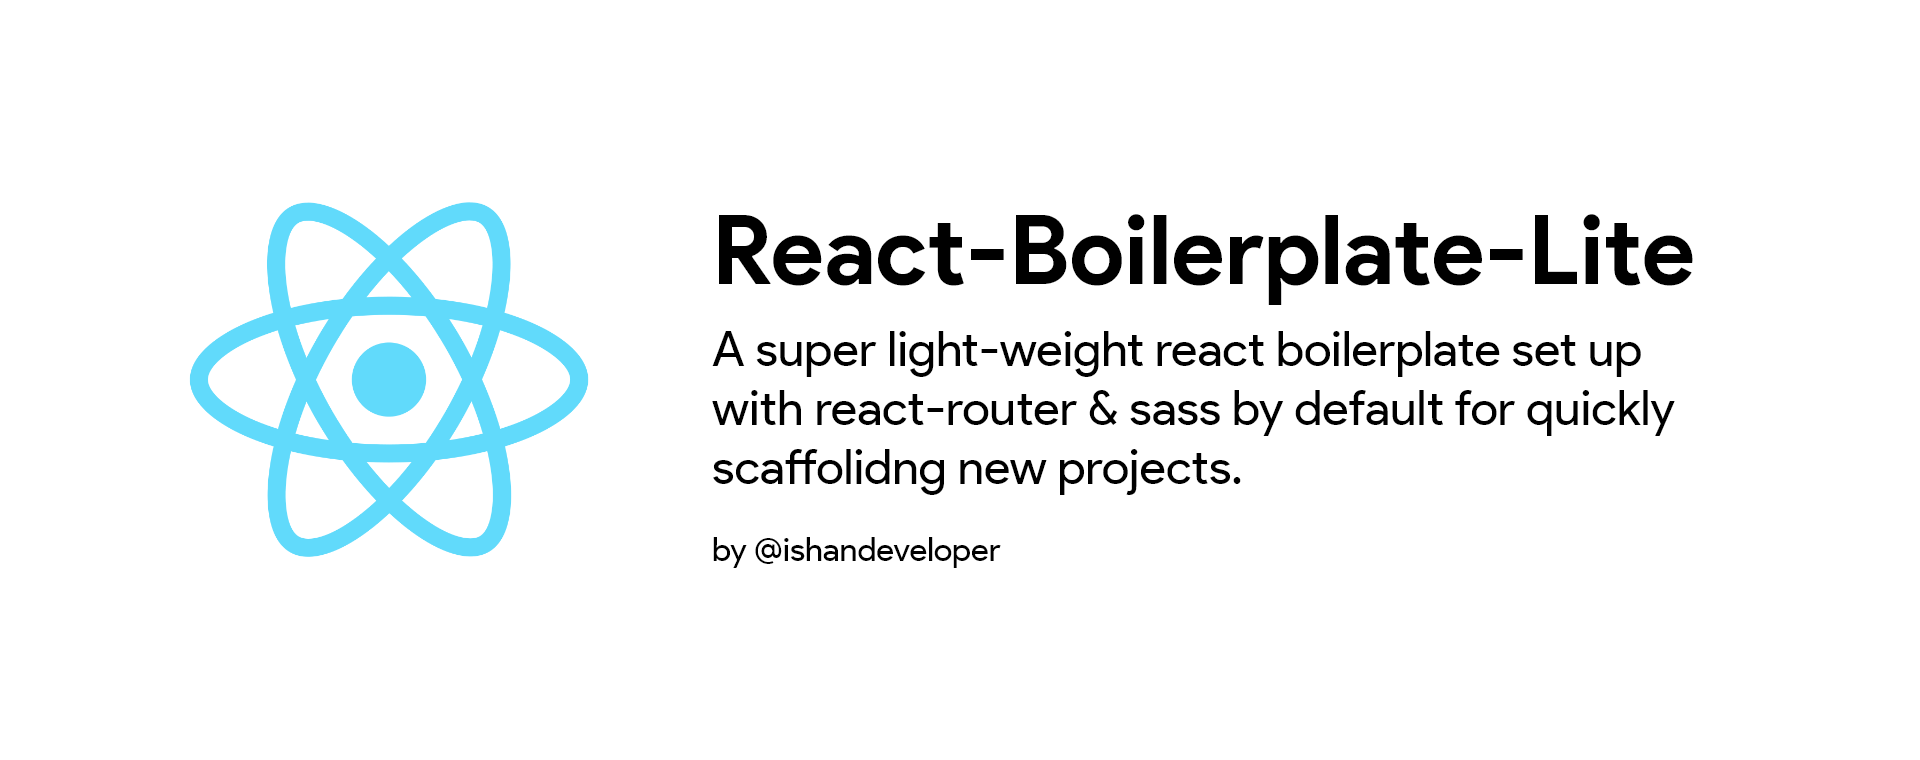 React-Boilerplate-Lite
A super light-weight react boilerplate set up
with react-router & sass by default for quickly
scaffolidng new projects.
by @ishandeveloper